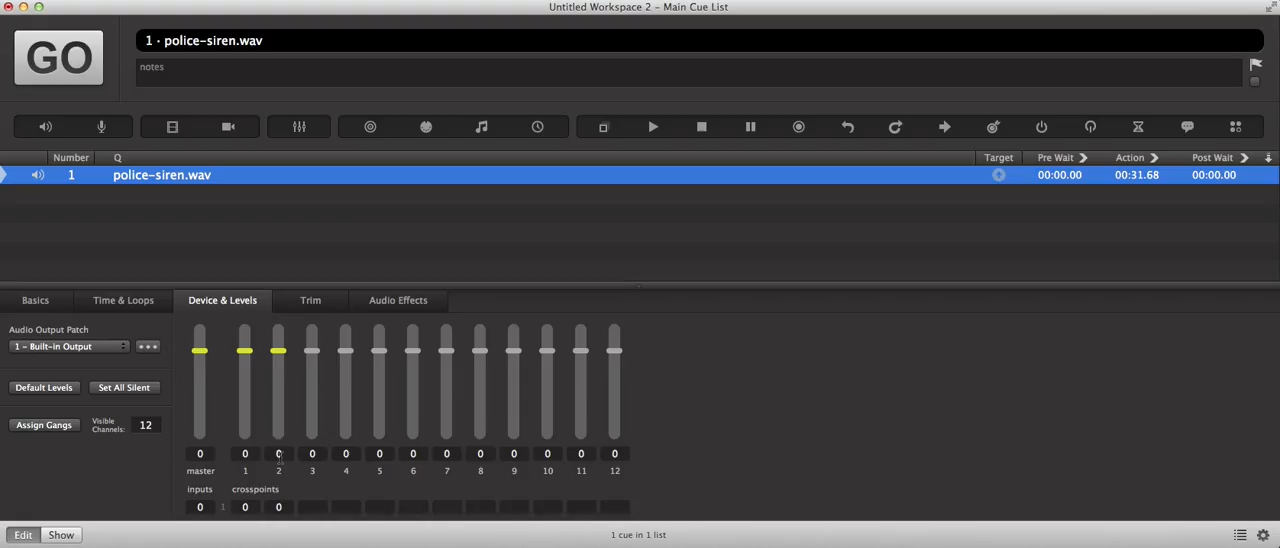 Untitled Workspace 2 - Main Cue List
GO
1 · police-siren.wav
notes
Number Q Target Pre Wait Action Post Wait
1 police-siren.wav 00:00.00 00:31.68 00:00.00
Basics Time & Loops Device & Levels Trim Audio Effects
Audio Output Patch
1 - Built-in Output
Default Levels Set All Silent
Assign Gangs Visible Channels: 12
0 0 0 0 0 0 0 0 0 0 0 0 0
master 1 2 3 4 5 6 7 8 9 10 11 12
inputs crosspoints
0 1 0 0
Edit Show 1 cue in 1 list